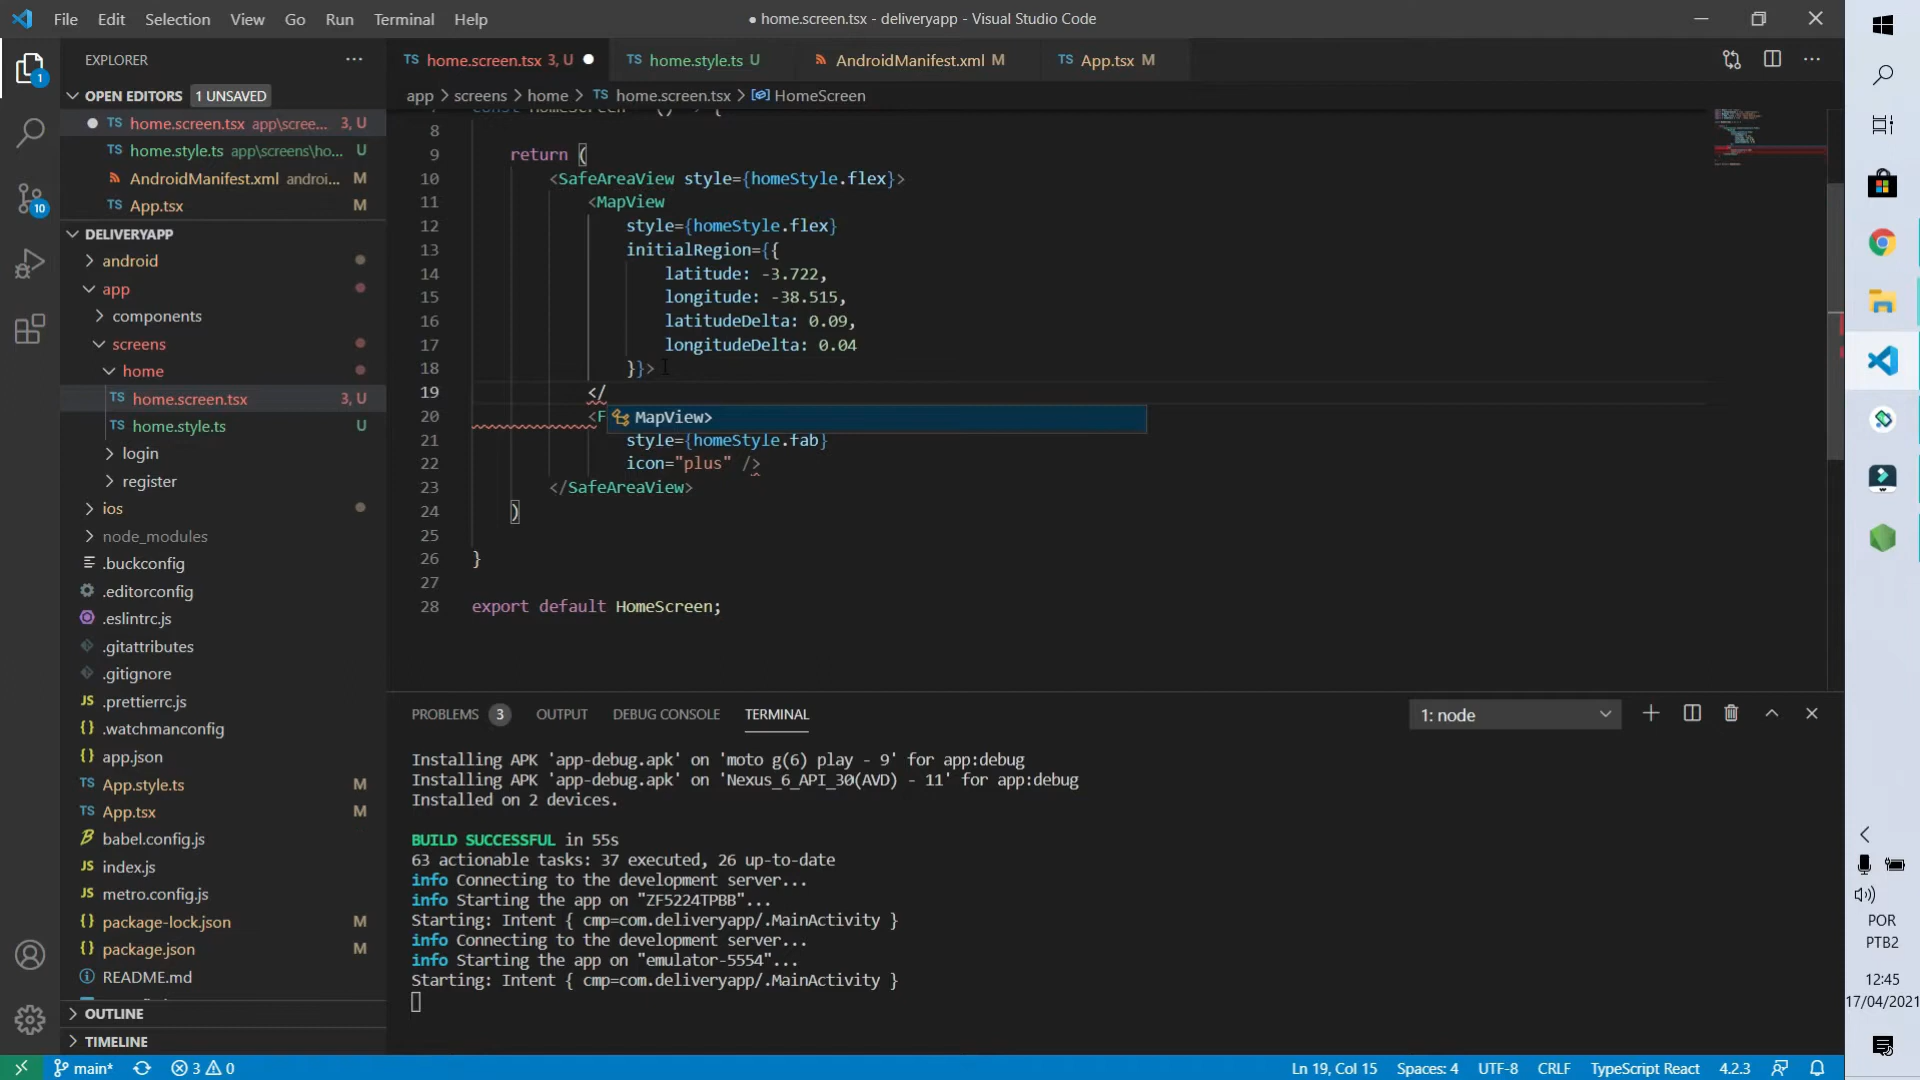 File Edit Selection View Go Run Terminal Help
● home.screen.tsx - deliveryapp - Visual Studio Code
EXPLORER
OPEN EDITORS 1 UNSAVED
TS home.screen.tsx app\scree... 3, U
TS home.style.ts app\screens\ho... U
AndroidManifest.xml androi... M
App.tsx M
DELIVERYAPP
android
app
components
screens
home
TS home.screen.tsx 3, U
TS home.style.ts U
login
register
ios
node_modules
.buckconfig
.editorconfig
.eslintrc.js
.gitattributes
.gitignore
JS .prettierrc.js
{} .watchmanconfig
{} app.json
TS App.style.ts M
TS App.tsx M
babel.config.js
JS index.js
JS metro.config.js
{} package-lock.json M
{} package.json M
README.md
OUTLINE
TIMELINE
TS home.screen.tsx 3, U ●
TS home.style.ts U
AndroidManifest.xml M
TS App.tsx M
app > screens > home > TS home.screen.tsx > HomeScreen
8
9 return (
10 <SafeAreaView style={homeStyle.flex}>
11 <MapView
12 style={homeStyle.flex}
13 initialRegion={{
14 latitude: -3.722,
15 longitude: -38.515,
16 latitudeDelta: 0.09,
17 longitudeDelta: 0.04
18 }}>
19 </
20 <F MapView>
21 style={homeStyle.fab}
22 icon="plus" />
23 </SafeAreaView>
24 )
25
26 }
27
28 export default HomeScreen;
PROBLEMS 3 OUTPUT DEBUG CONSOLE TERMINAL 1: node
Installing APK 'app-debug.apk' on 'moto g(6) play - 9' for app:debug
Installing APK 'app-debug.apk' on 'Nexus_6_API_30(AVD) - 11' for app:debug
Installed on 2 devices.
BUILD SUCCESSFUL in 55s
63 actionable tasks: 37 executed, 26 up-to-date
info Connecting to the development server...
info Starting the app on "ZF5224TPBB"...
Starting: Intent { cmp=com.deliveryapp/.MainActivity }
info Connecting to the development server...
info Starting the app on "emulator-5554"...
Starting: Intent { cmp=com.deliveryapp/.MainActivity }
main* 3 0
Ln 19, Col 15 Spaces: 4 UTF-8 CRLF TypeScript React 4.2.3
1
10
POR
PTB2
12:45
17/04/2021